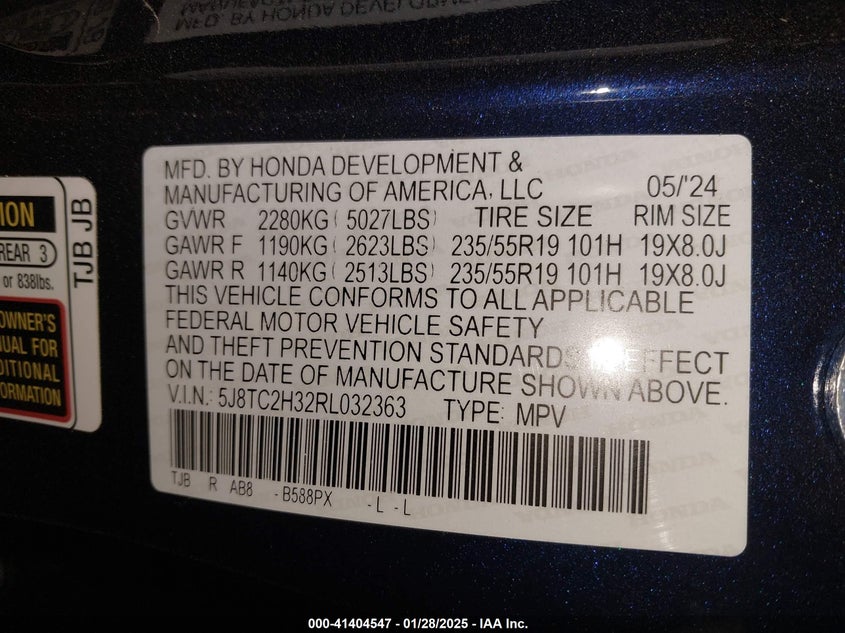 MFD. BY HONDA DEVELOPMENT &
MANUFACTURING OF AMERICA, LLC 05/'24
GVWR 2280KG ( 5027LBS) TIRE SIZE RIM SIZE
GAWR F 1190KG ( 2623LBS) 235/55R19 101H 19X8.0J
GAWR R 1140KG ( 2513LBS) 235/55R19 101H 19X8.0J
THIS VEHICLE CONFORMS TO ALL APPLICABLE
FEDERAL MOTOR VEHICLE SAFETY
AND THEFT PREVENTION STANDARDS EFFECT
ON THE DATE OF MANUFACTURE SHOWN ABOVE.
V.I.N.: 5J8TC2H32RL032363 TYPE: MPV
TJB R AB8 -B588PX -L -L
REAR 3
or 838lbs.
OWNER'S
FOR
TJB JB
000-41404547 - 01/28/2025 - IAA Inc.